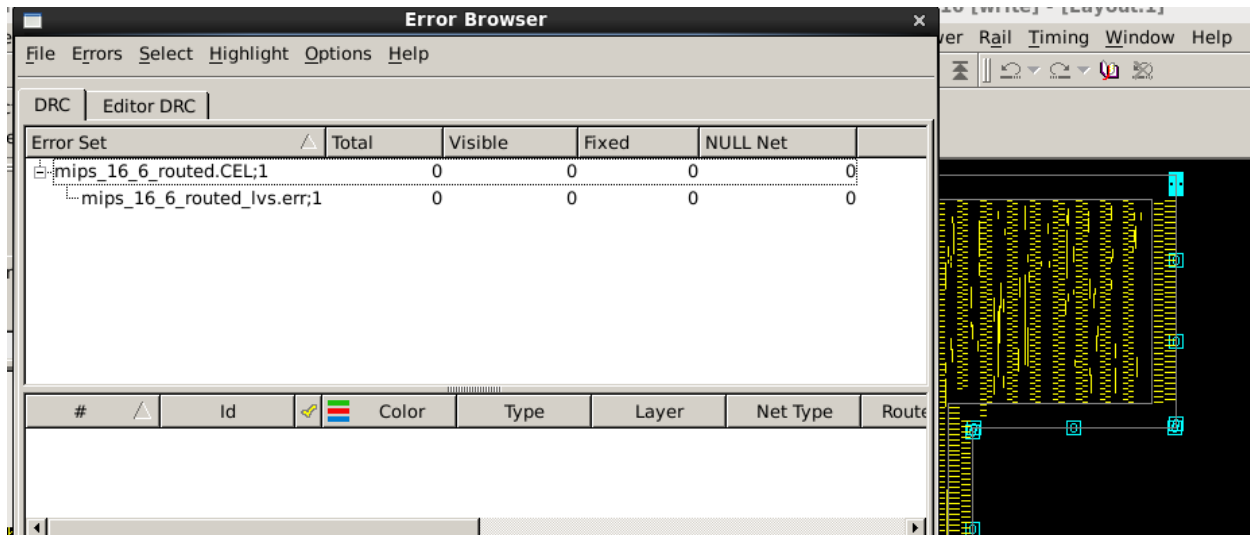 Error Browser
File Errors Select Highlight Options Help
Rail Timing Window Help
DRC Editor DRC
Error Set Total Visible Fixed NULL Net
mips_16_6_routed.CEL;1 0 0 0 0
mips_16_6_routed_lvs.err;1 0 0 0 0
# Id Color Type Layer Net Type Route